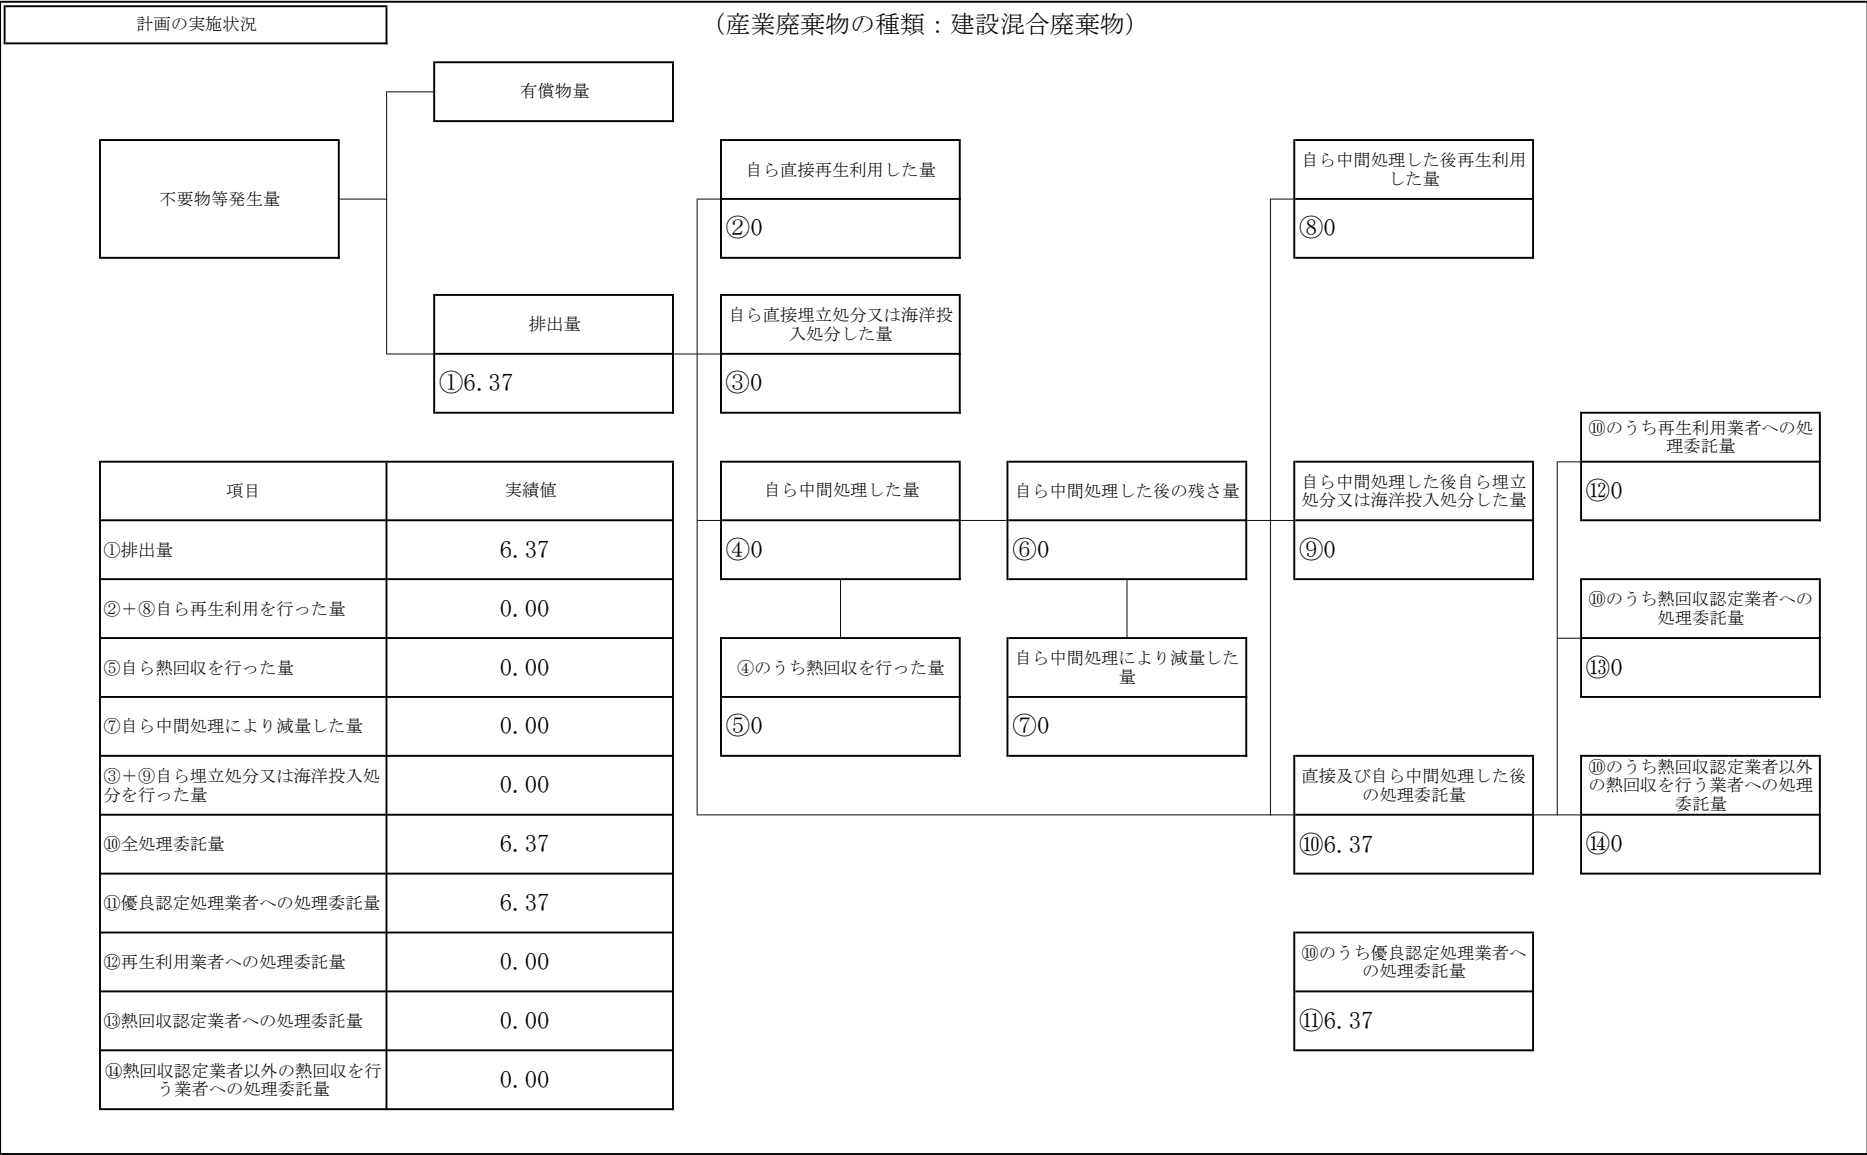 計画の実施状況
（産業廃棄物の種類：建設混合廃棄物）
有償物量
不要物等発生量
自ら直接再生利用した量
②0
自ら中間処理した後再生利用
した量
⑧0
排出量
①6.37
自ら直接埋立処分又は海洋投
入処分した量
③0
⑩のうち再生利用業者への処
理委託量
⑫0
自ら中間処理した量
④0
自ら中間処理した後の残さ量
⑥0
自ら中間処理した後自ら埋立
処分又は海洋投入処分した量
⑨0
⑩のうち熱回収認定業者への
処理委託量
⑬0
④のうち熱回収を行った量
⑤0
自ら中間処理により減量した
量
⑦0
直接及び自ら中間処理した後
の処理委託量
⑩6.37
⑩のうち熱回収認定業者以外
の熱回収を行う業者への処理
委託量
⑭0
⑩のうち優良認定処理業者へ
の処理委託量
⑪6.37
項目 実績値
①排出量 6.37
②＋⑧自ら再生利用を行った量 0.00
⑤自ら熱回収を行った量 0.00
⑦自ら中間処理により減量した量 0.00
③＋⑨自ら埋立処分又は海洋投入処
分を行った量 0.00
⑩全処理委託量 6.37
⑪優良認定処理業者への処理委託量 6.37
⑫再生利用業者への処理委託量 0.00
⑬熱回収認定業者への処理委託量 0.00
⑭熱回収認定業者以外の熱回収を行
う業者への処理委託量 0.00